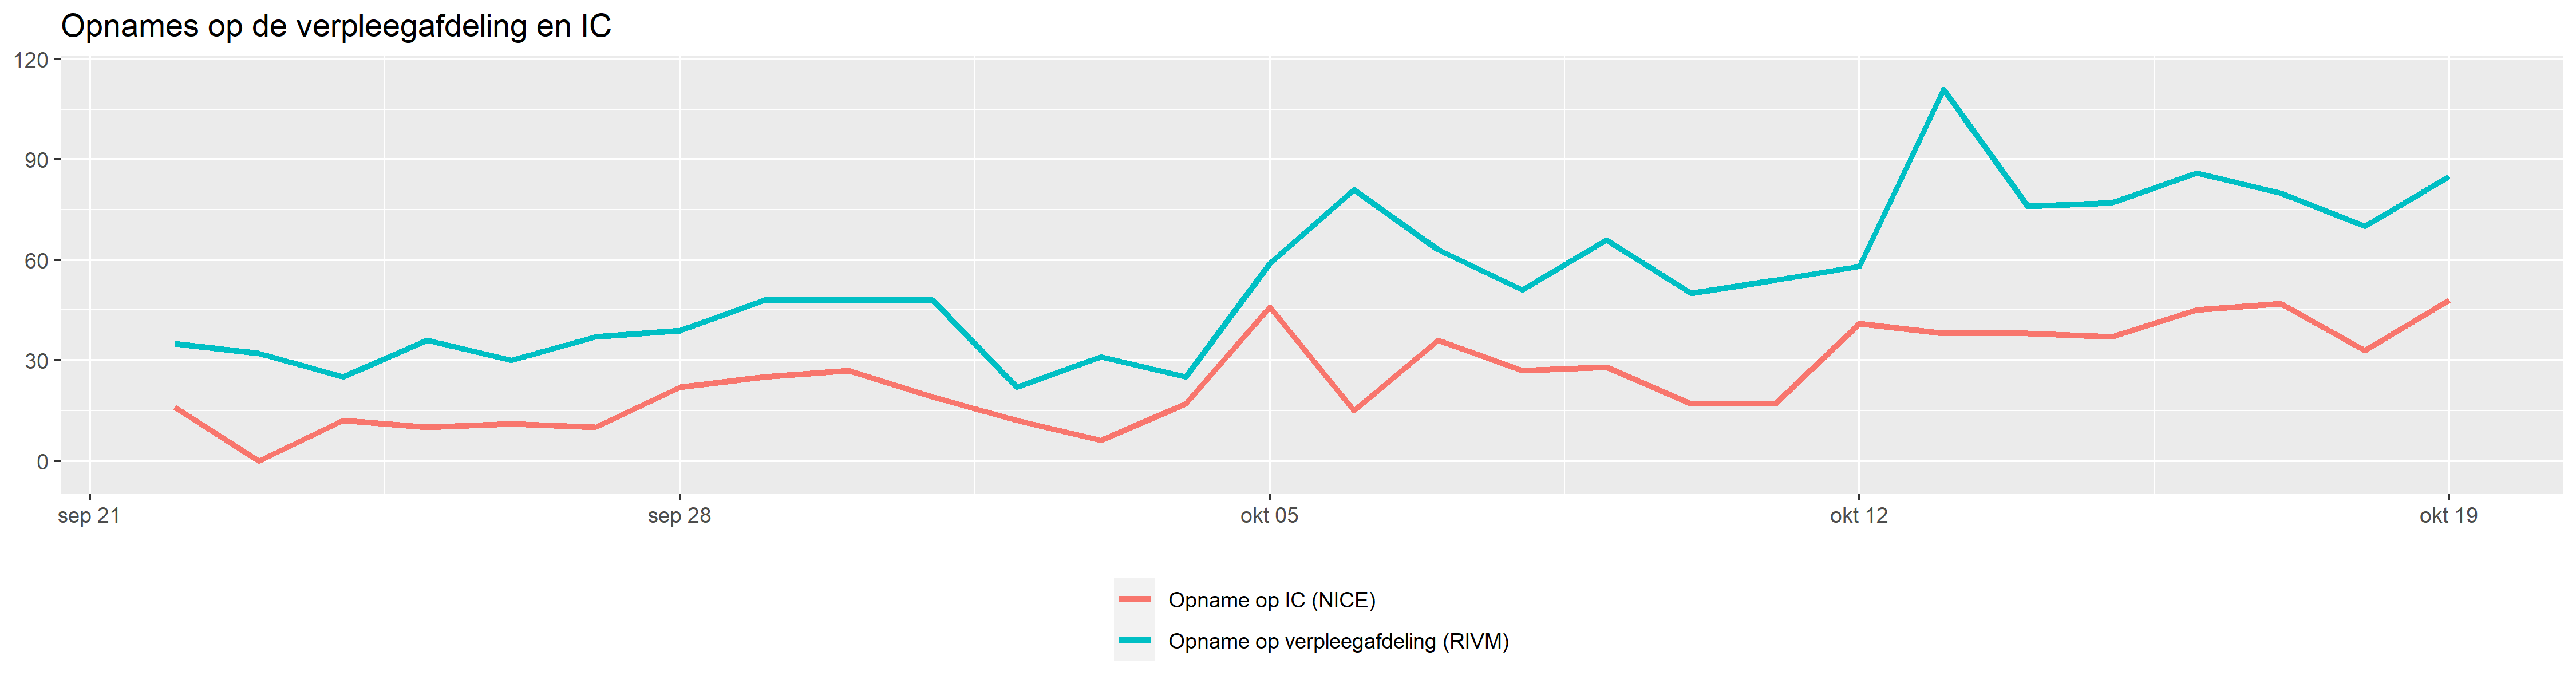 Opnames op de verpleegafdeling en IC
120
90
60
30
0
sep 21 sep 28 okt 05 okt 12 okt 19
Opname op IC (NICE)
Opname op verpleegafdeling (RIVM)